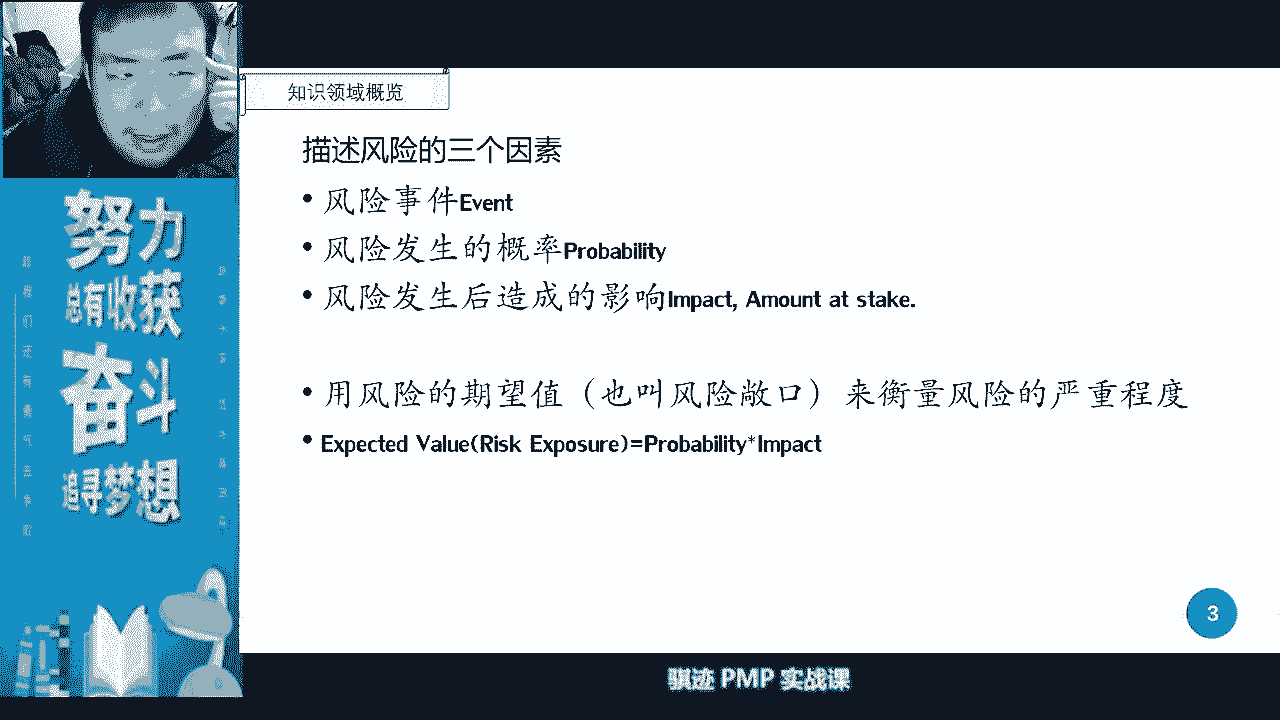 知识领域概览
描述风险的三个因素
• 风险事件Event
• 风险发生的概率Probability
• 风险发生后造成的影响Impact, Amount at stake.
• 用风险的期望值（也叫风险敞口）来衡量风险的严重程度
• Expected Value(Risk Exposure)=Probability*Impact
3
努力
总有收获
奋斗
追寻梦想
骐迹 PMP 实战课